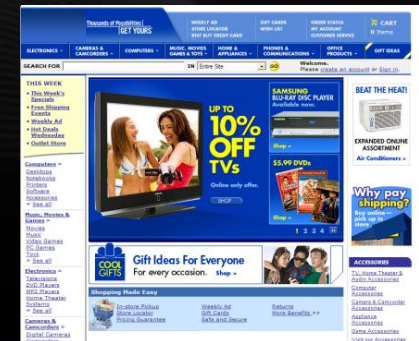 Thousands of Possibilities
GET YOURS
WEEKLY AD
STORE LOCATOR
BEST BUY CREDIT CARD
GIFT CARDS
WISH LIST
ORDER STATUS
MY ACCOUNT
CUSTOMER SERVICE
CART
0 Items
ELECTRONICS
CAMERAS & CAMCORDERS
COMPUTERS
MUSIC, MOVIES GAMES & TOYS
HOME & APPLIANCES
PHONES & COMMUNICATIONS
OFFICE PRODUCTS
GIFT IDEAS
SEARCH FOR
IN
Entire Site
GO
Welcome.
Please create an account or Sign in.
THIS WEEK
This Week's
Specials
Free Shipping
Events
Weekly Ad
Hot Deals
Wednesday
Outlet Store
Computers
Desktops
Notebooks
Printers
Software
Accessories
See all
Music, Movies &
Games
Movies
Music
Video Games
PC Games
Toys
See all
Electronics
Televisions
DVD Players
MP3 Players
Home Theater
Systems
See all
Cameras &
Camcorders
Digital Cameras
Camcorders
UP TO
10%
OFF
TVs
Online only offer.
SHOP
SAMSUNG
BLU-RAY DISC PLAYER
Available now.
Shop
$5.99 DVDs
Shop
1 2 3 4
COOL
GIFTS
Gift Ideas For Everyone
For every occasion. Shop
Shopping Made Easy
In-store Pickup
Store Locator
Pricing Guarantee
Weekly Ad
Gift Cards
Safe and Secure
Returns
More Benefits >>
BEAT THE HEAT!
EXPANDED ONLINE
ASSORTMENT
Air Conditioners
Why pay
shipping?
Buy online—
pick up in
store.
ACCESSORIES
TV, Home Theater &
Audio Accessories
Computer
Accessories
Camera & Camcorder
Accessories
Appliance
Accessories
Game Accessories
Visit our Accessories